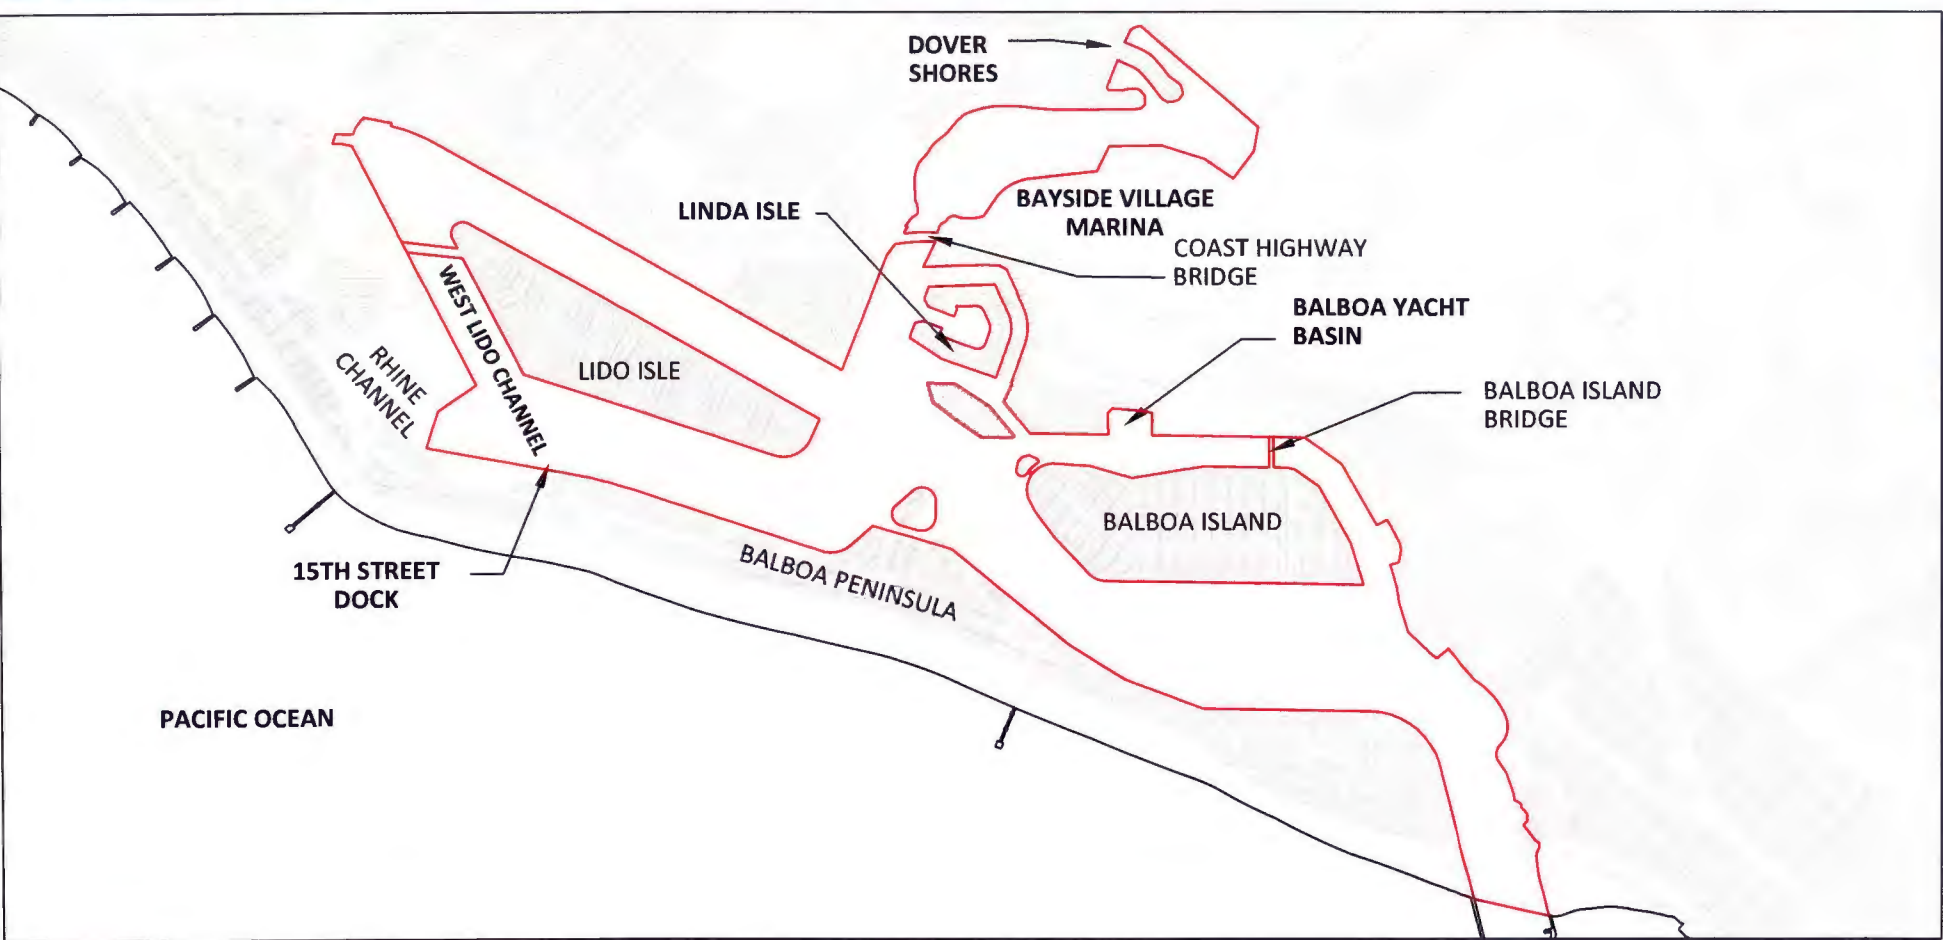 DOVER
SHORES
LINDA ISLE
BAYSIDE VILLAGE
MARINA
COAST HIGHWAY
BRIDGE
BALBOA YACHT
BASIN
WEST LIDO CHANNEL
RHINE
CHANNEL
LIDO ISLE
BALBOA ISLAND
BRIDGE
BALBOA ISLAND
15TH STREET
DOCK
BALBOA PENINSULA
PACIFIC OCEAN